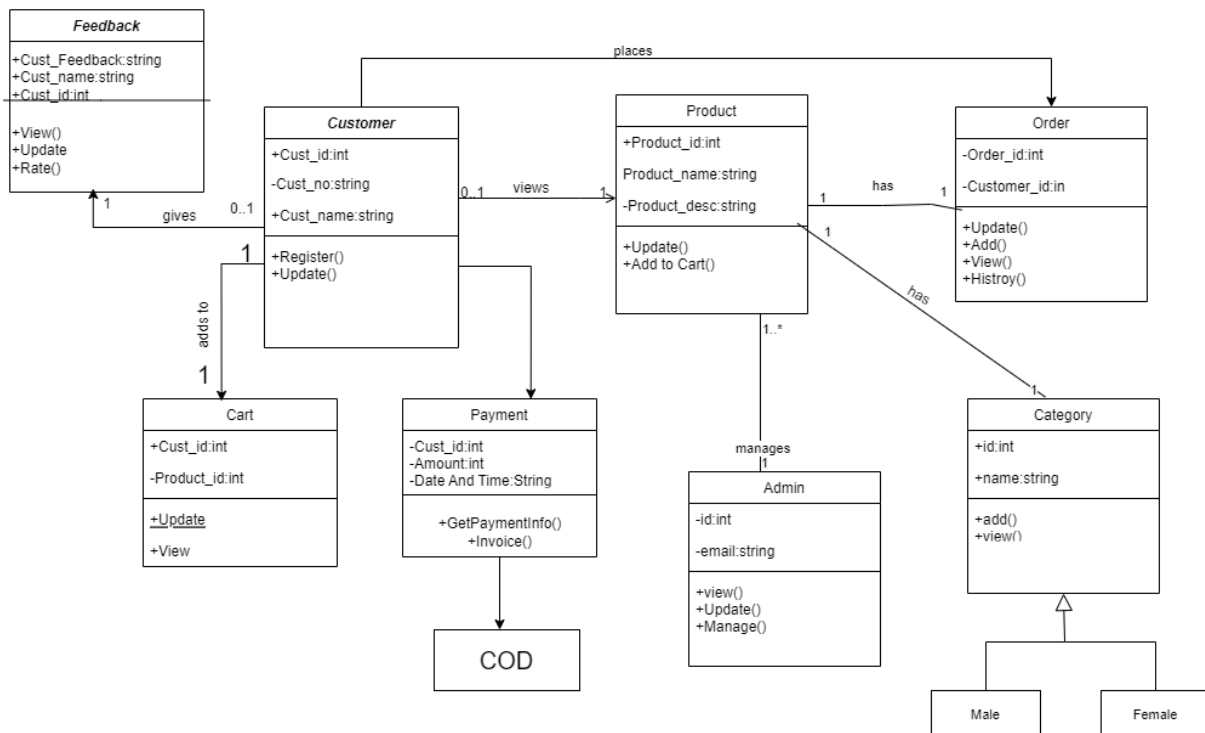 Feedback
+Cust_Feedback:string
+Cust_name:string
+Cust_id:int
+View()
+Update
+Rate()
places
Customer
+Cust_id:int
-Cust_no:string
+Cust_name:string
+Register()
+Update()
Product
+Product_id:int
Product_name:string
-Product_desc:string
+Update()
+Add to Cart()
Order
-Order_id:int
-Customer_id:in
+Update()
+Add()
+View()
+Histroy()
1
gives
0..1
0..1
views
1
1
has
1
1
has
1
1
adds to
1
1..*
manages
1
Cart
+Cust_id:int
-Product_id:int
+Update
+View
Payment
-Cust_id:int
-Amount:int
-Date And Time:String
+GetPaymentInfo()
+Invoice()
COD
Admin
-id:int
-email:string
+view()
+Update()
+Manage()
Category
+id:int
+name:string
+add()
+view()
Male
Female